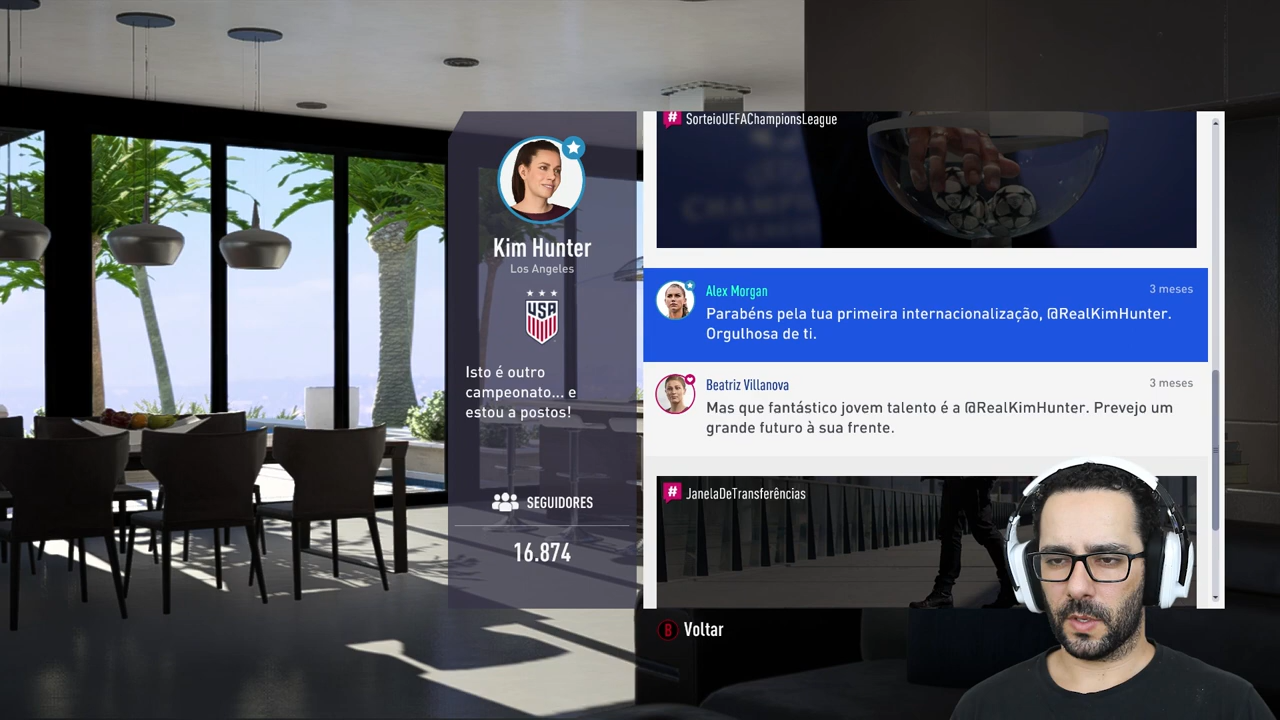 # SorteioUEFAChampionsLeague
CHAMPIONS
LEAGUE
Kim Hunter
Los Angeles
USA
Isto é outro
campeonato... e
estou a postos!
SEGUIDORES
16.874
Alex Morgan
3 meses
Parabéns pela tua primeira internacionalização, @RealKimHunter.
Orgulhosa de ti.
Beatriz Villanova
3 meses
Mas que fantástico jovem talento é a @RealKimHunter. Prevejo um
grande futuro à sua frente.
# JanelaDeTransferências
B Voltar